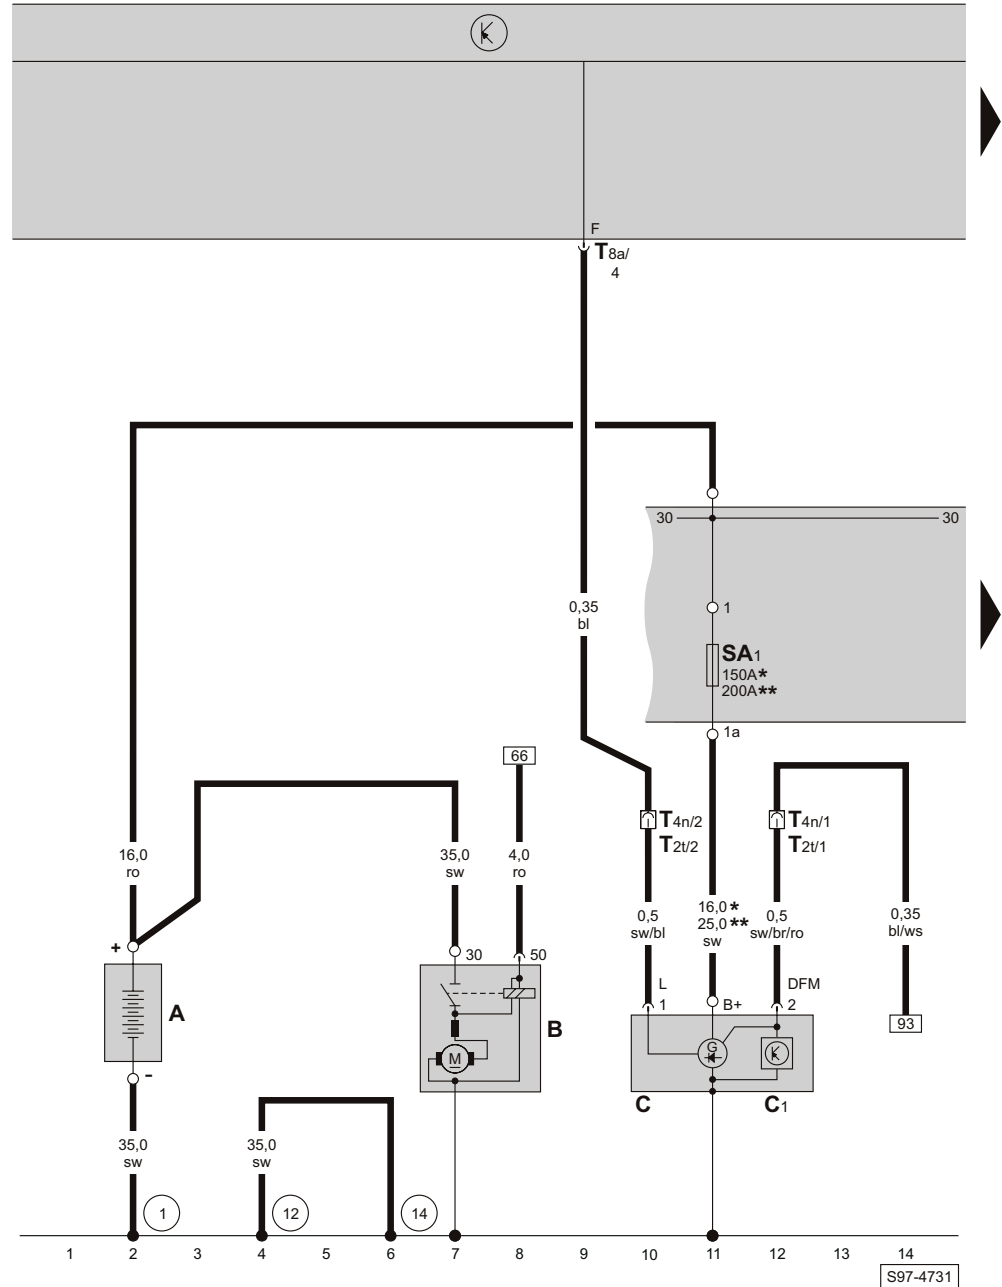 F
T8a/
4
30
30
0,35
bl
1
SA1
150A*
200A**
1a
66
T4n/2
T2t/2
T4n/1
T2t/1
16,0
ro
35,0
sw
4,0
ro
0,5
sw/bl
16,0*
25,0**
sw
0,5
sw/br/ro
0,35
bl/ws
+
30
50
L
1
B+
DFM
2
93
A
B
M
G
-
C
C1
35,0
sw
35,0
sw
1
12
14
1 2 3 4 5 6 7 8 9 10 11 12 13 14
S97-4731